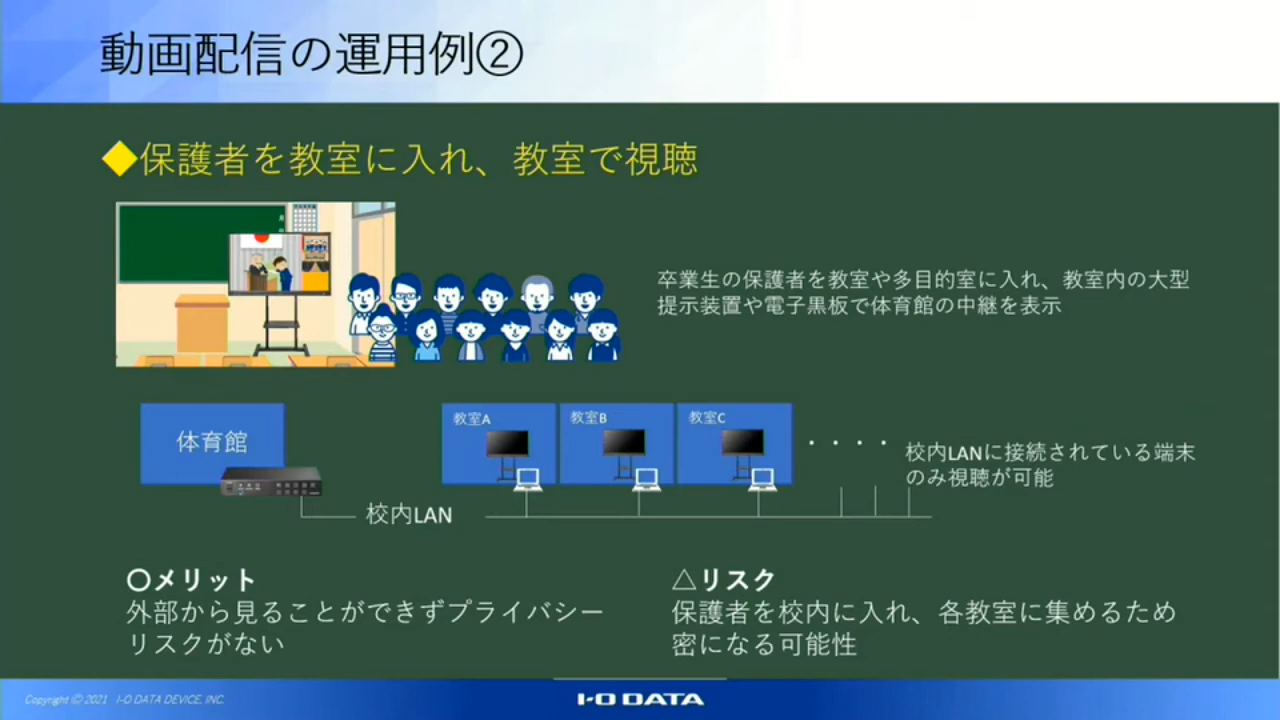 動画配信の運用例②
◆保護者を教室に入れ、教室で視聴
卒業生の保護者を教室や多目的室に入れ、教室内の大型
提示装置や電子黒板で体育館の中継を表示
体育館
教室A
教室B
教室C
・・・・
校内LANに接続されている端末
のみ視聴が可能
校内LAN
〇メリット
外部から見ることができずプライバシー
リスクがない
△リスク
保護者を校内に入れ、各教室に集めるため
密になる可能性
Copyright © 2021 I-O DATA DEVICE, INC.
I-O DATA